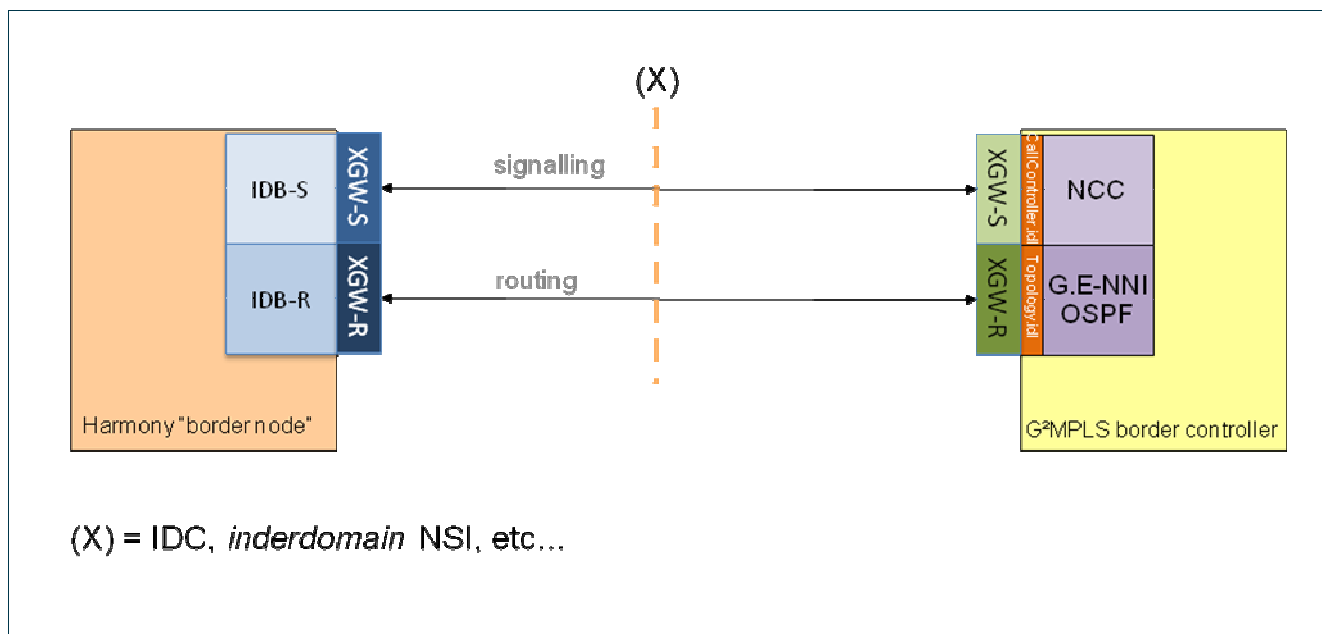 (X)
signalling
routing
IDB-S
XGW-S
IDB-R
XGW-R
Harmony "border node"
XGW-S
CallController.idl
NCC
XGW-R
Topology.idl
G.E-NNI
OSPF
G²MPLS border controller
(X) = IDC, inderdomain NSI, etc...